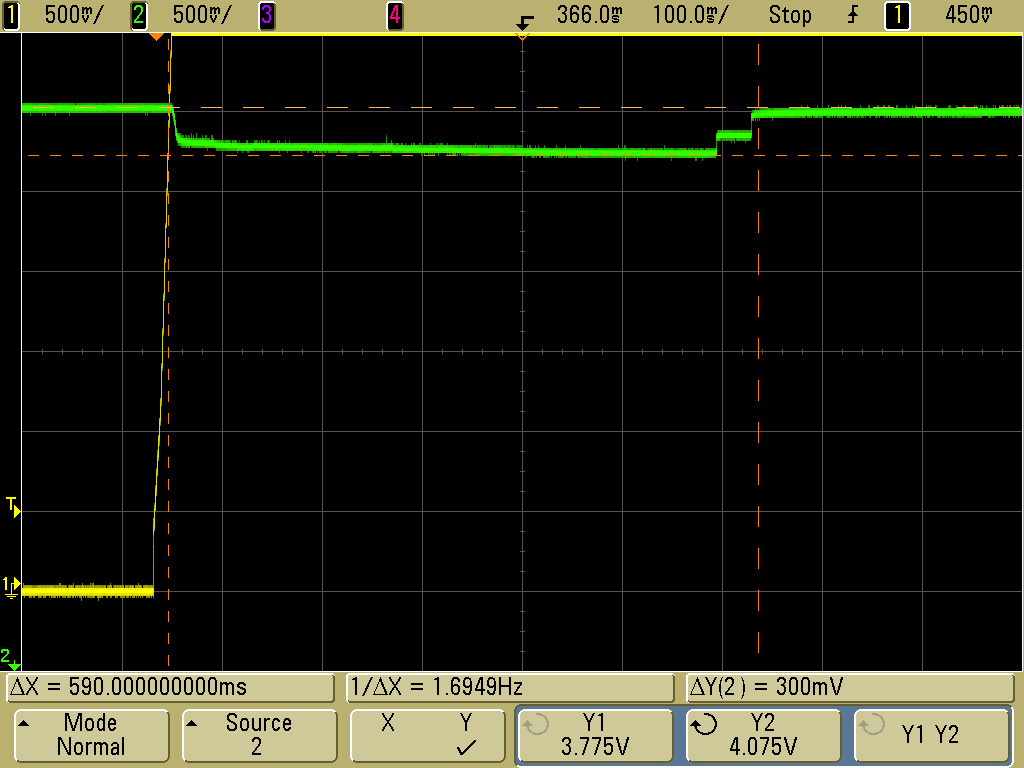 1 500mV/ 2 500mV/ 3 4 366.0ms 100.0ms/ Stop 1 450mV
T
1
2
ΔX = 590.000000000ms 1/ΔX = 1.6949Hz ΔY(2) = 300mV
Mode Source X Y Y1 Y2 Y1 Y2
Normal 2 ✓ 3.775V 4.075V